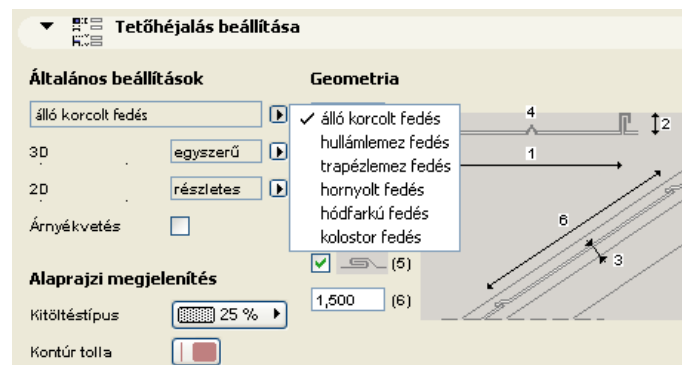 Tetőhéjalás beállítása
Általános beállítások
Geometria
álló korcolt fedés
3D
egyszerű
2D
részletes
Árnyékvetés
✓ álló korcolt fedés
hullámlemez fedés
trapézlemez fedés
hornyolt fedés
hódfarkú fedés
kolostor fedés
4
2
1
6
3
(5)
1,500 (6)
Alaprajzi megjelenítés
Kitöltéstípus
25 %
Kontúr tolla